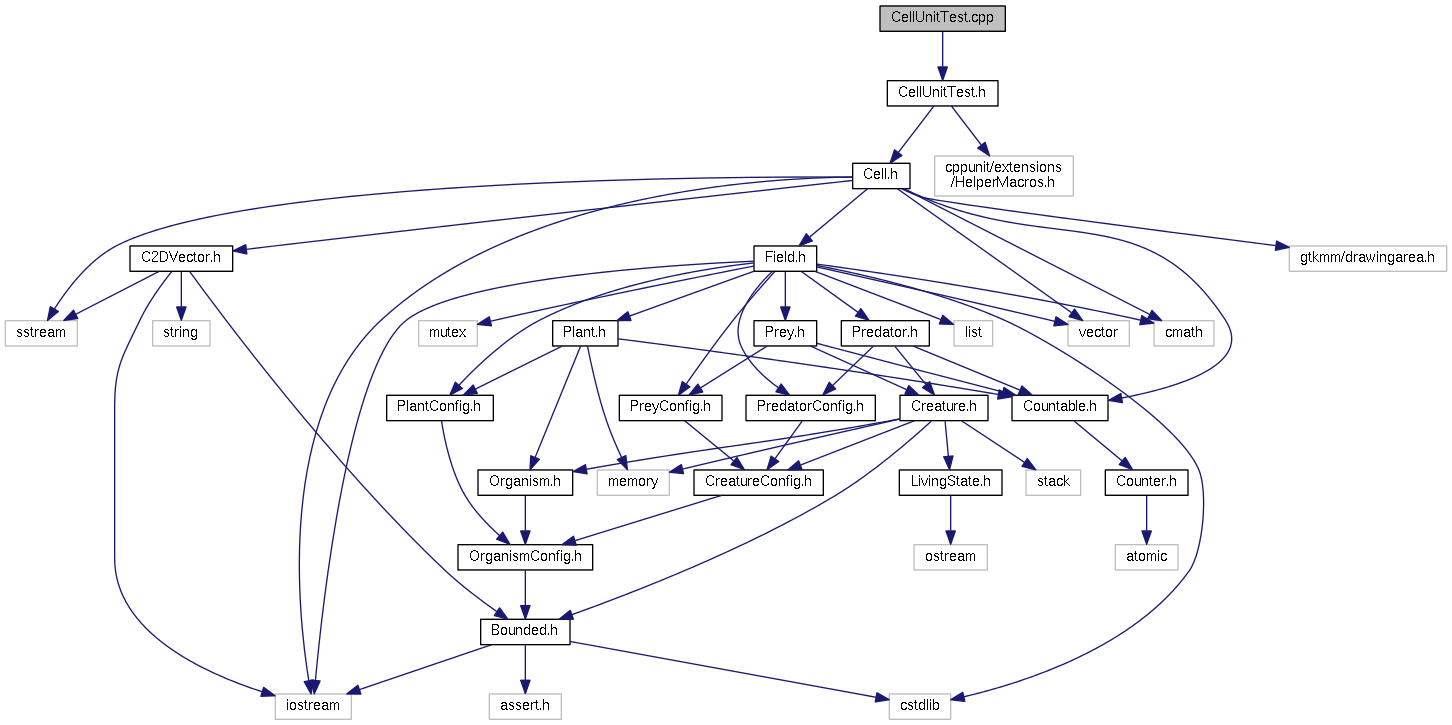 CellUnitTest.cpp
CellUnitTest.h
Cell.h
cppunit/extensions
/HelperMacros.h
C2DVector.h
Field.h
gtkmm/drawingarea.h
sstream
string
mutex
Plant.h
Prey.h
Predator.h
list
vector
cmath
PlantConfig.h
PreyConfig.h
PredatorConfig.h
Creature.h
Countable.h
Organism.h
memory
CreatureConfig.h
LivingState.h
stack
Counter.h
OrganismConfig.h
ostream
atomic
Bounded.h
iostream
assert.h
cstdlib